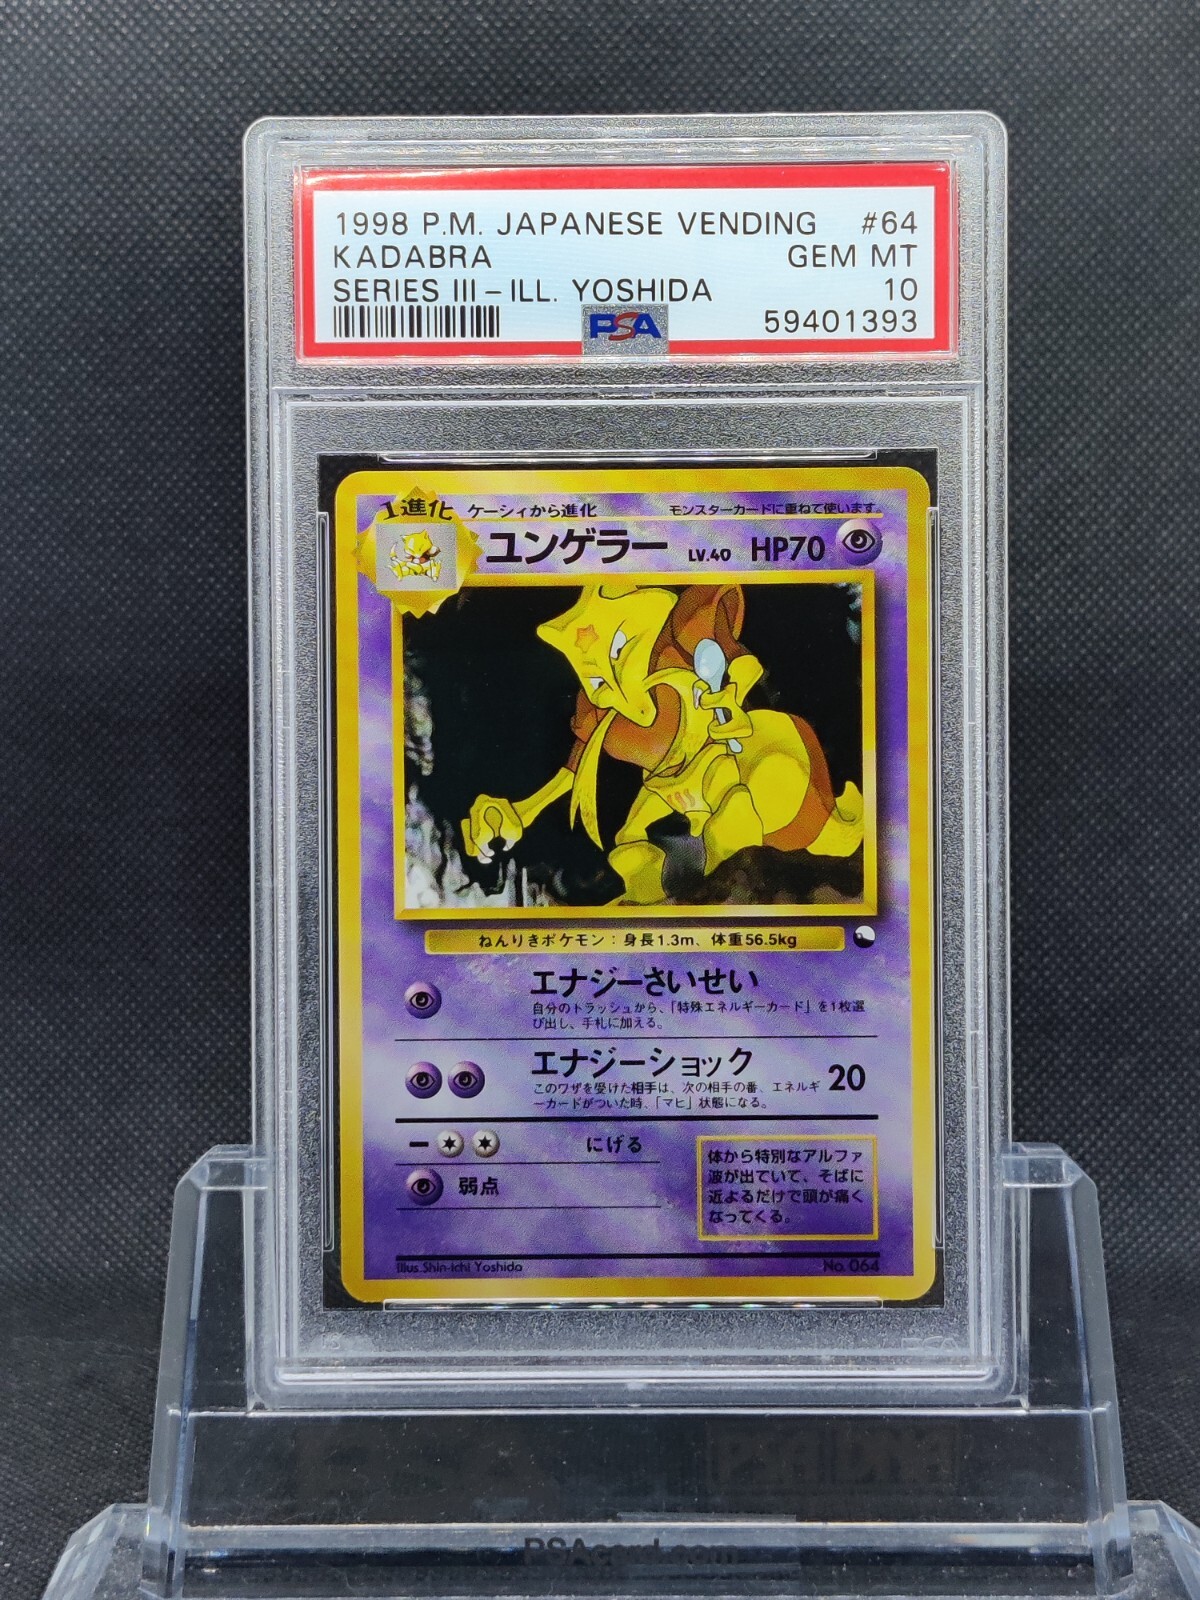 1998 P.M. JAPANESE VENDING #64
KADABRA GEM MT
SERIES III - ILL. YOSHIDA 10
PSA 59401393
1進化 ケーシィから進化 モンスターカードに重ねて使います
ユンゲラー LV.40 HP70
ねんりきポケモン：身長1.3m、体重56.5kg
エナジーさいせい
自分のトラッシュから、「特殊エネルギーカード」を1枚選
び出し、手札に加える。
エナジーショック 20
このワザを受けた相手は、次の相手の番、エネルギ
ーカードがついた時、「マヒ」状態になる。
にげる
弱点
体から特別なアルファ
波が出ていて、そばに
近よるだけで頭が痛く
なってくる。
Illus. Shin-ichi Yoshida No. 064
PSA
PSAcard.com